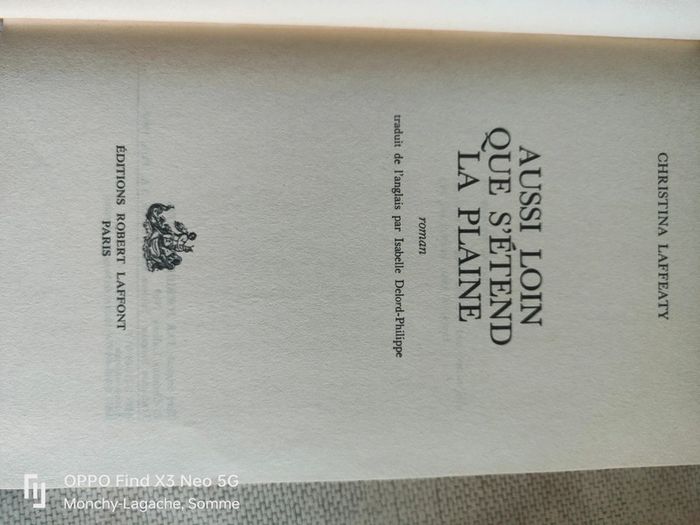 CHRISTINA LAFFEATY
AUSSI LOIN
QUE S'ÉTEND
LA PLAINE
roman
traduit de l'anglais par Isabelle Delord-Philippe
ÉDITIONS ROBERT LAFFONT
PARIS
OPPO Find X3 Neo 5G
Monchy-Lagache, Somme